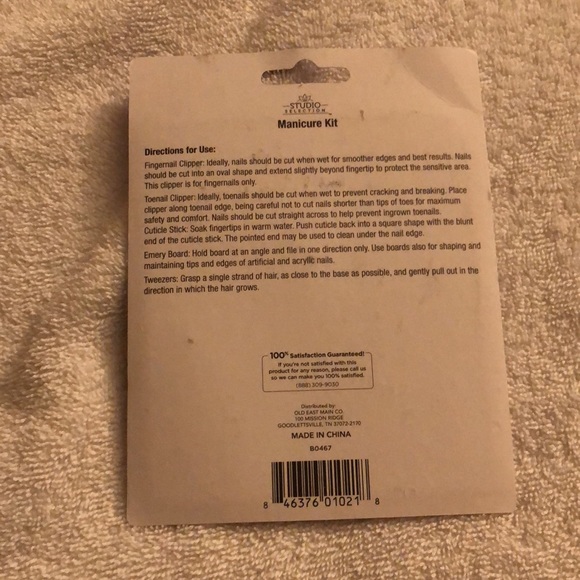 STUDIO
SELECTION™
Manicure Kit
Directions for Use:
Fingernail Clipper: Ideally, nails should be cut when wet for smoother edges and best results. Nails
should be cut into an oval shape and extend slightly beyond fingertip to protect the sensitive area.
This clipper is for fingernails only.
Toenail Clipper: Ideally, toenails should be cut when wet to prevent cracking and breaking. Place
clipper along toenail edge, being careful not to cut nails shorter than tips of toes for maximum
safety and comfort. Nails should be cut straight across to help prevent ingrown toenails.
Cuticle Stick: Soak fingertips in warm water. Push cuticle back into a square shape with the blunt
end of the cuticle stick. The pointed end may be used to clean under the nail edge.
Emery Board: Hold board at an angle and file in one direction only. Use boards also for shaping and
maintaining tips and edges of artificial and acrylic nails.
Tweezers: Grasp a single strand of hair, as close to the base as possible, and gently pull out in the
direction in which the hair grows.
100% Satisfaction Guaranteed!
If you're not satisfied with this
product for any reason, please call us
so we can make you 100% satisfied.
(888) 309-9030
Distributed by:
OLD EAST MAIN CO.
100 MISSION RIDGE
GOODLETTSVILLE, TN 37072-2170
MADE IN CHINA
BG467
8 46376 01021 8